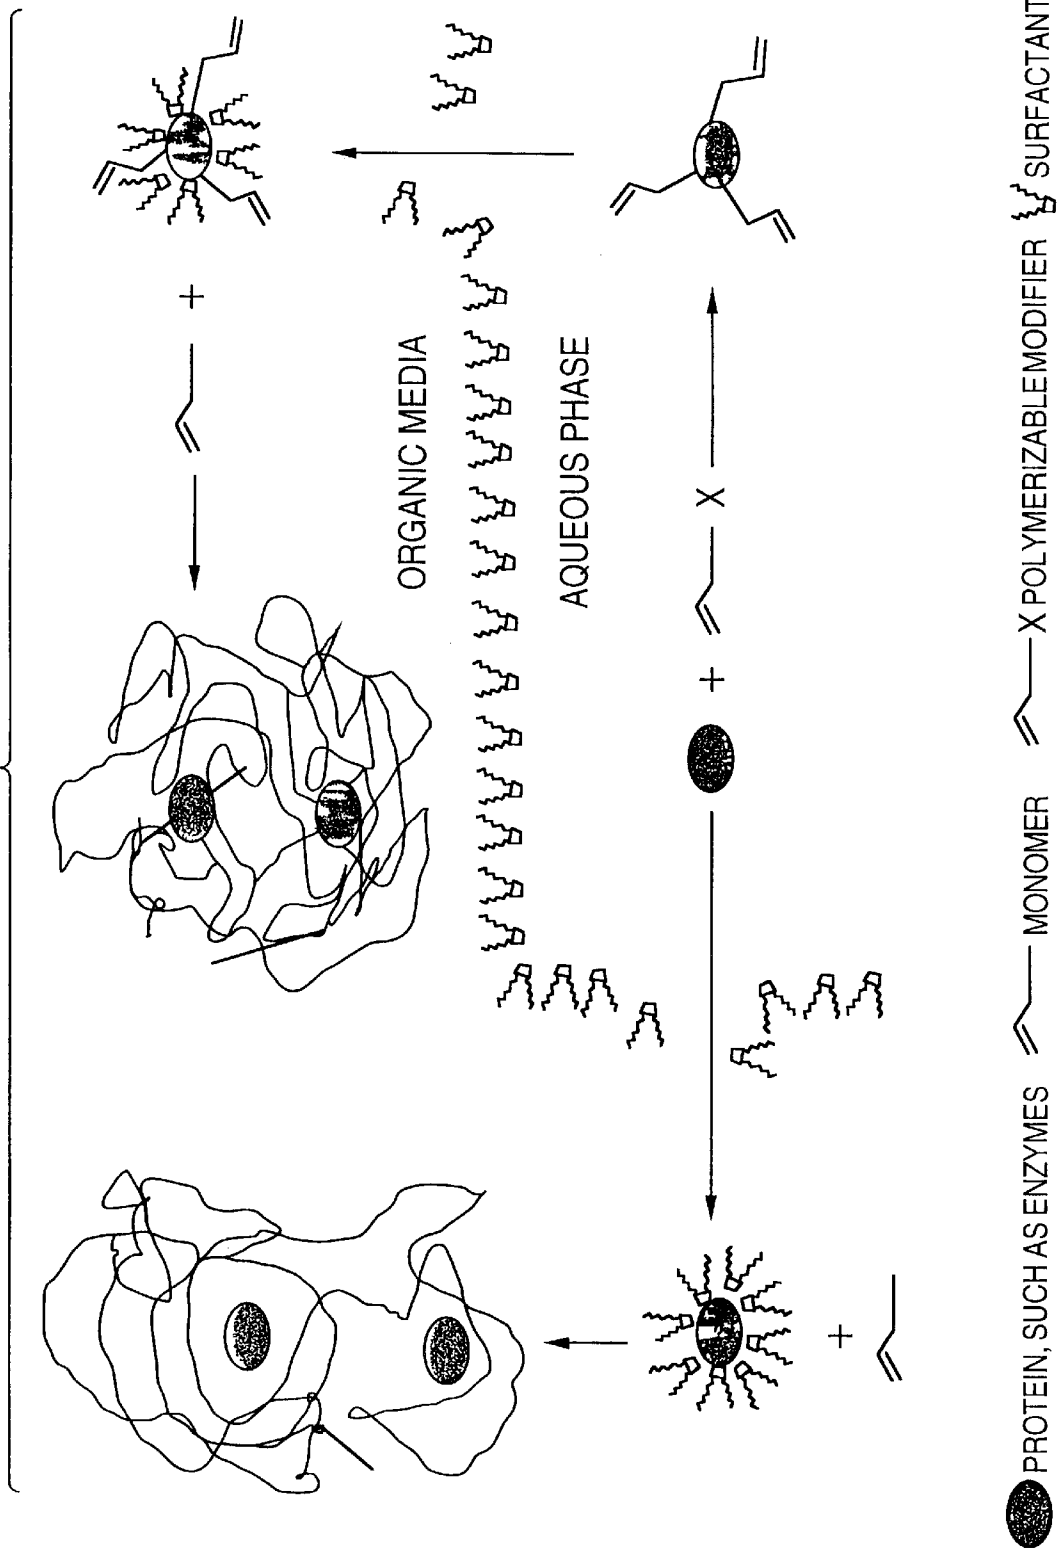 ORGANIC MEDIA
AQUEOUS PHASE
+
+
X
+
PROTEIN, SUCH AS ENZYMES MONOMER X POLYMERIZABLE MODIFIER SURFACTANT